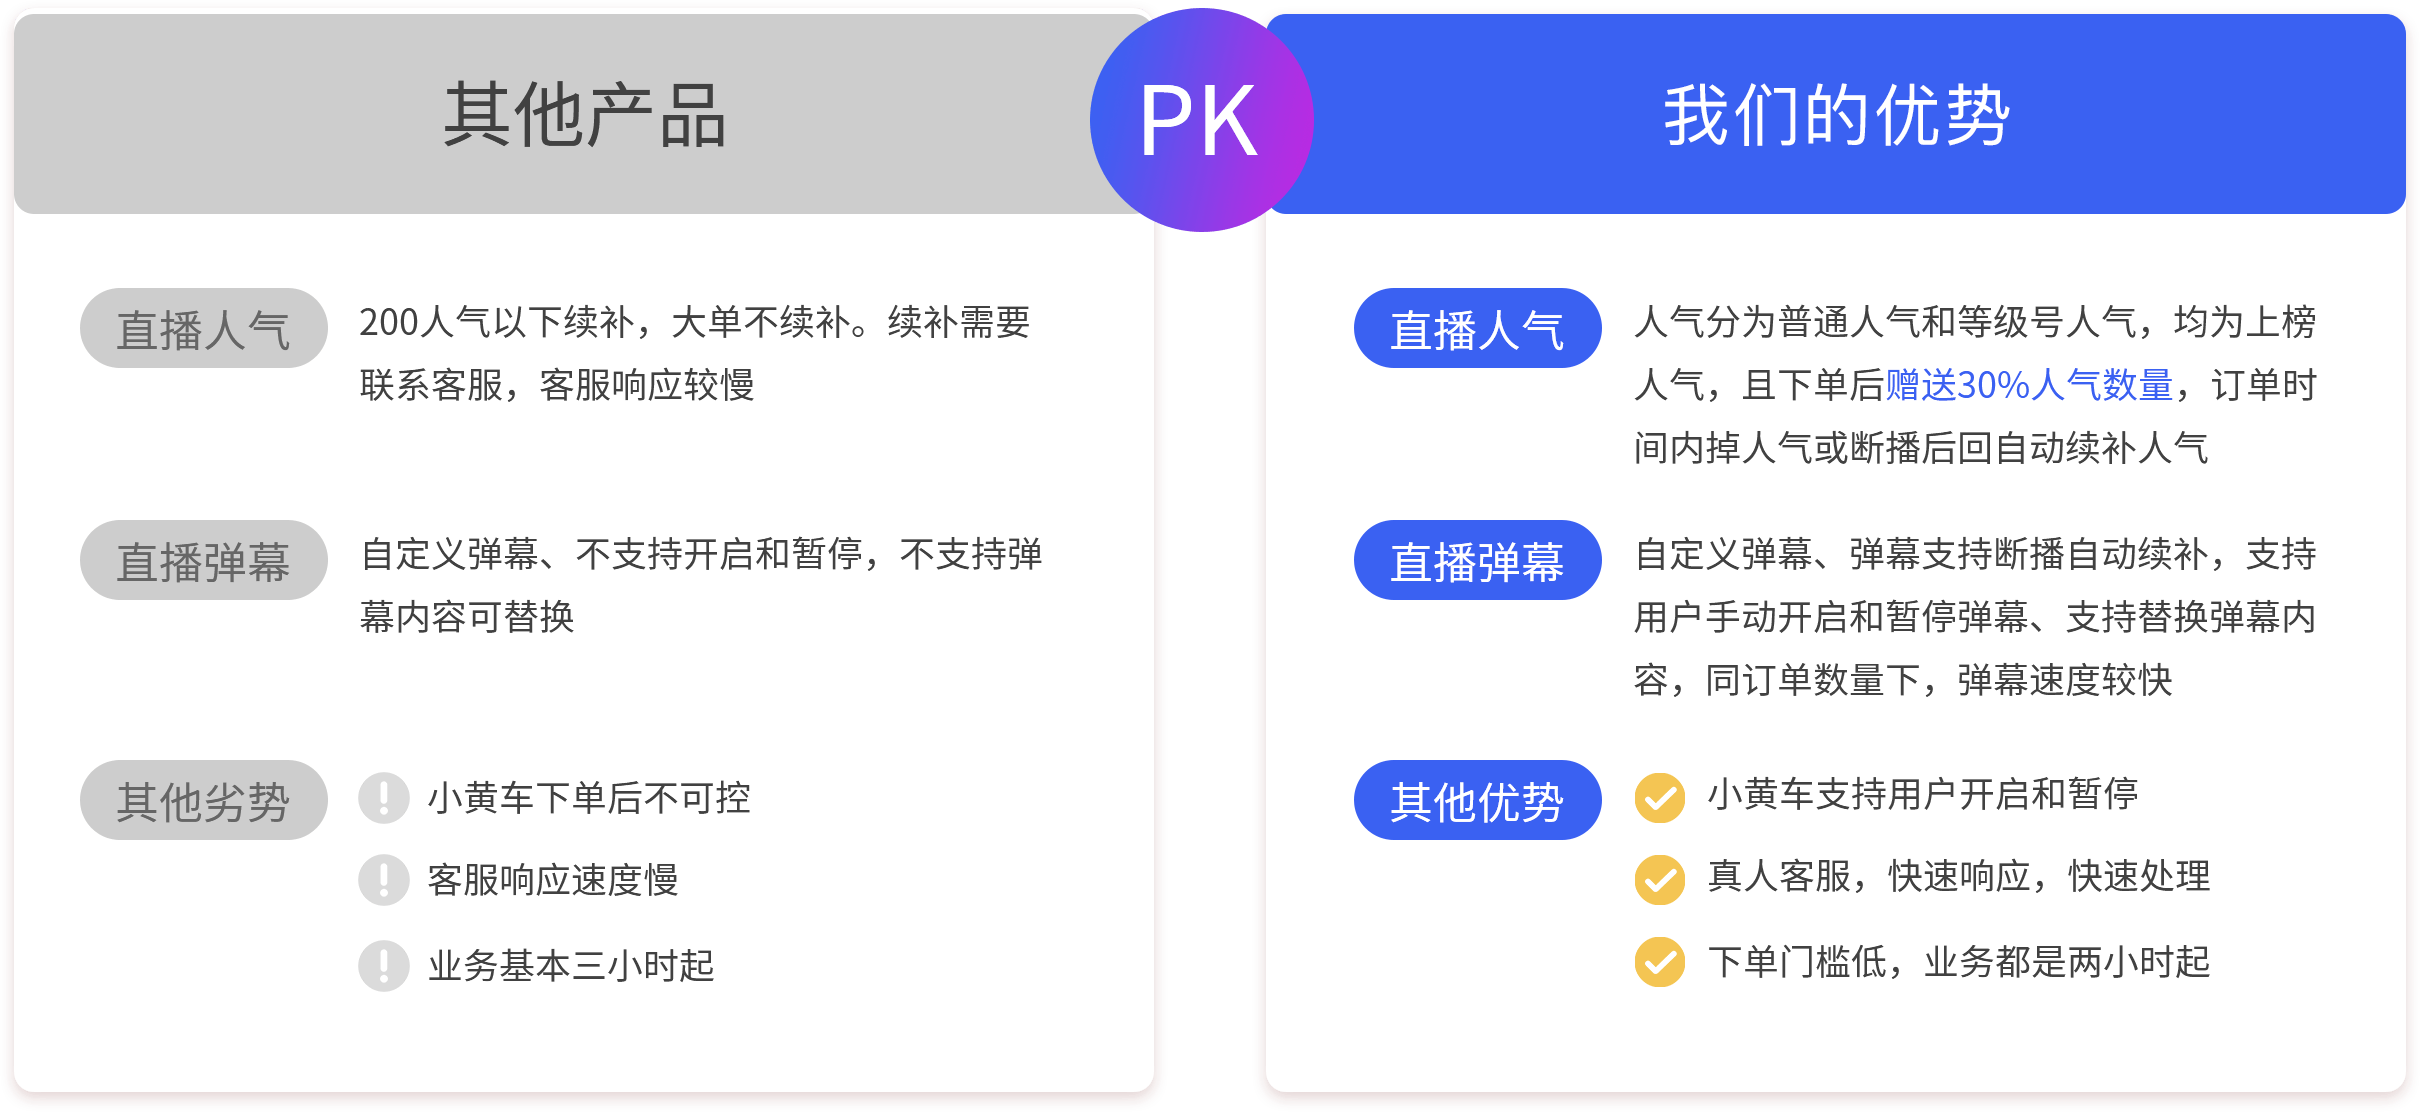 其他产品
PK
我们的优势
直播人气
200人气以下续补，大单不续补。续补需要
联系客服，客服响应较慢
直播弹幕
自定义弹幕、不支持开启和暂停，不支持弹
幕内容可替换
其他劣势
小黄车下单后不可控
客服响应速度慢
业务基本三小时起
直播人气
人气分为普通人气和等级号人气，均为上榜
人气，且下单后赠送30%人气数量，订单时
间内掉人气或断播后回自动续补人气
直播弹幕
自定义弹幕、弹幕支持断播自动续补，支持
用户手动开启和暂停弹幕、支持替换弹幕内
容，同订单数量下，弹幕速度较快
其他优势
小黄车支持用户开启和暂停
真人客服，快速响应，快速处理
下单门槛低，业务都是两小时起